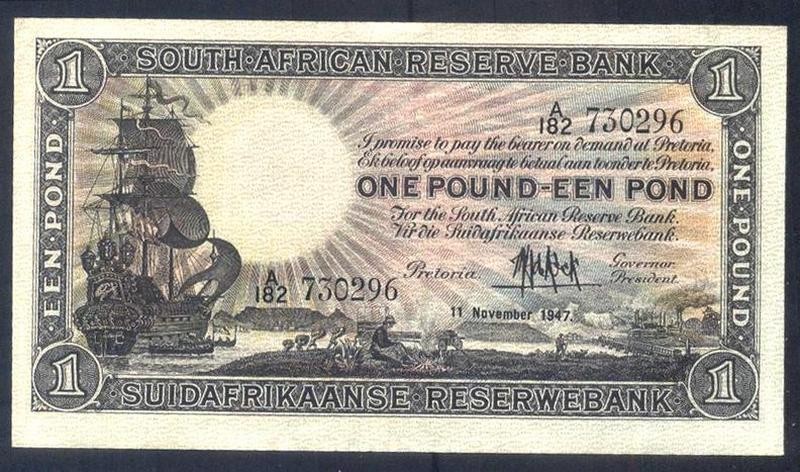 SOUTH·AFRICAN·RESERVE·BANK
1
1
A/182 730296
I promise to pay the bearer on demand at Pretoria,
Ek beloof op aanvraag te betaal aan toonder te Pretoria,
ONE POUND-EEN POND
For the South African Reserve Bank.
Vir die Suidafrikaanse Reserwebank.
Pretoria.
Governor
President.
A/182 730296
11 November 1947.
EEN·POND
ONE·POUND
1
1
SUIDAFRIKAANSE·RESERWEBANK